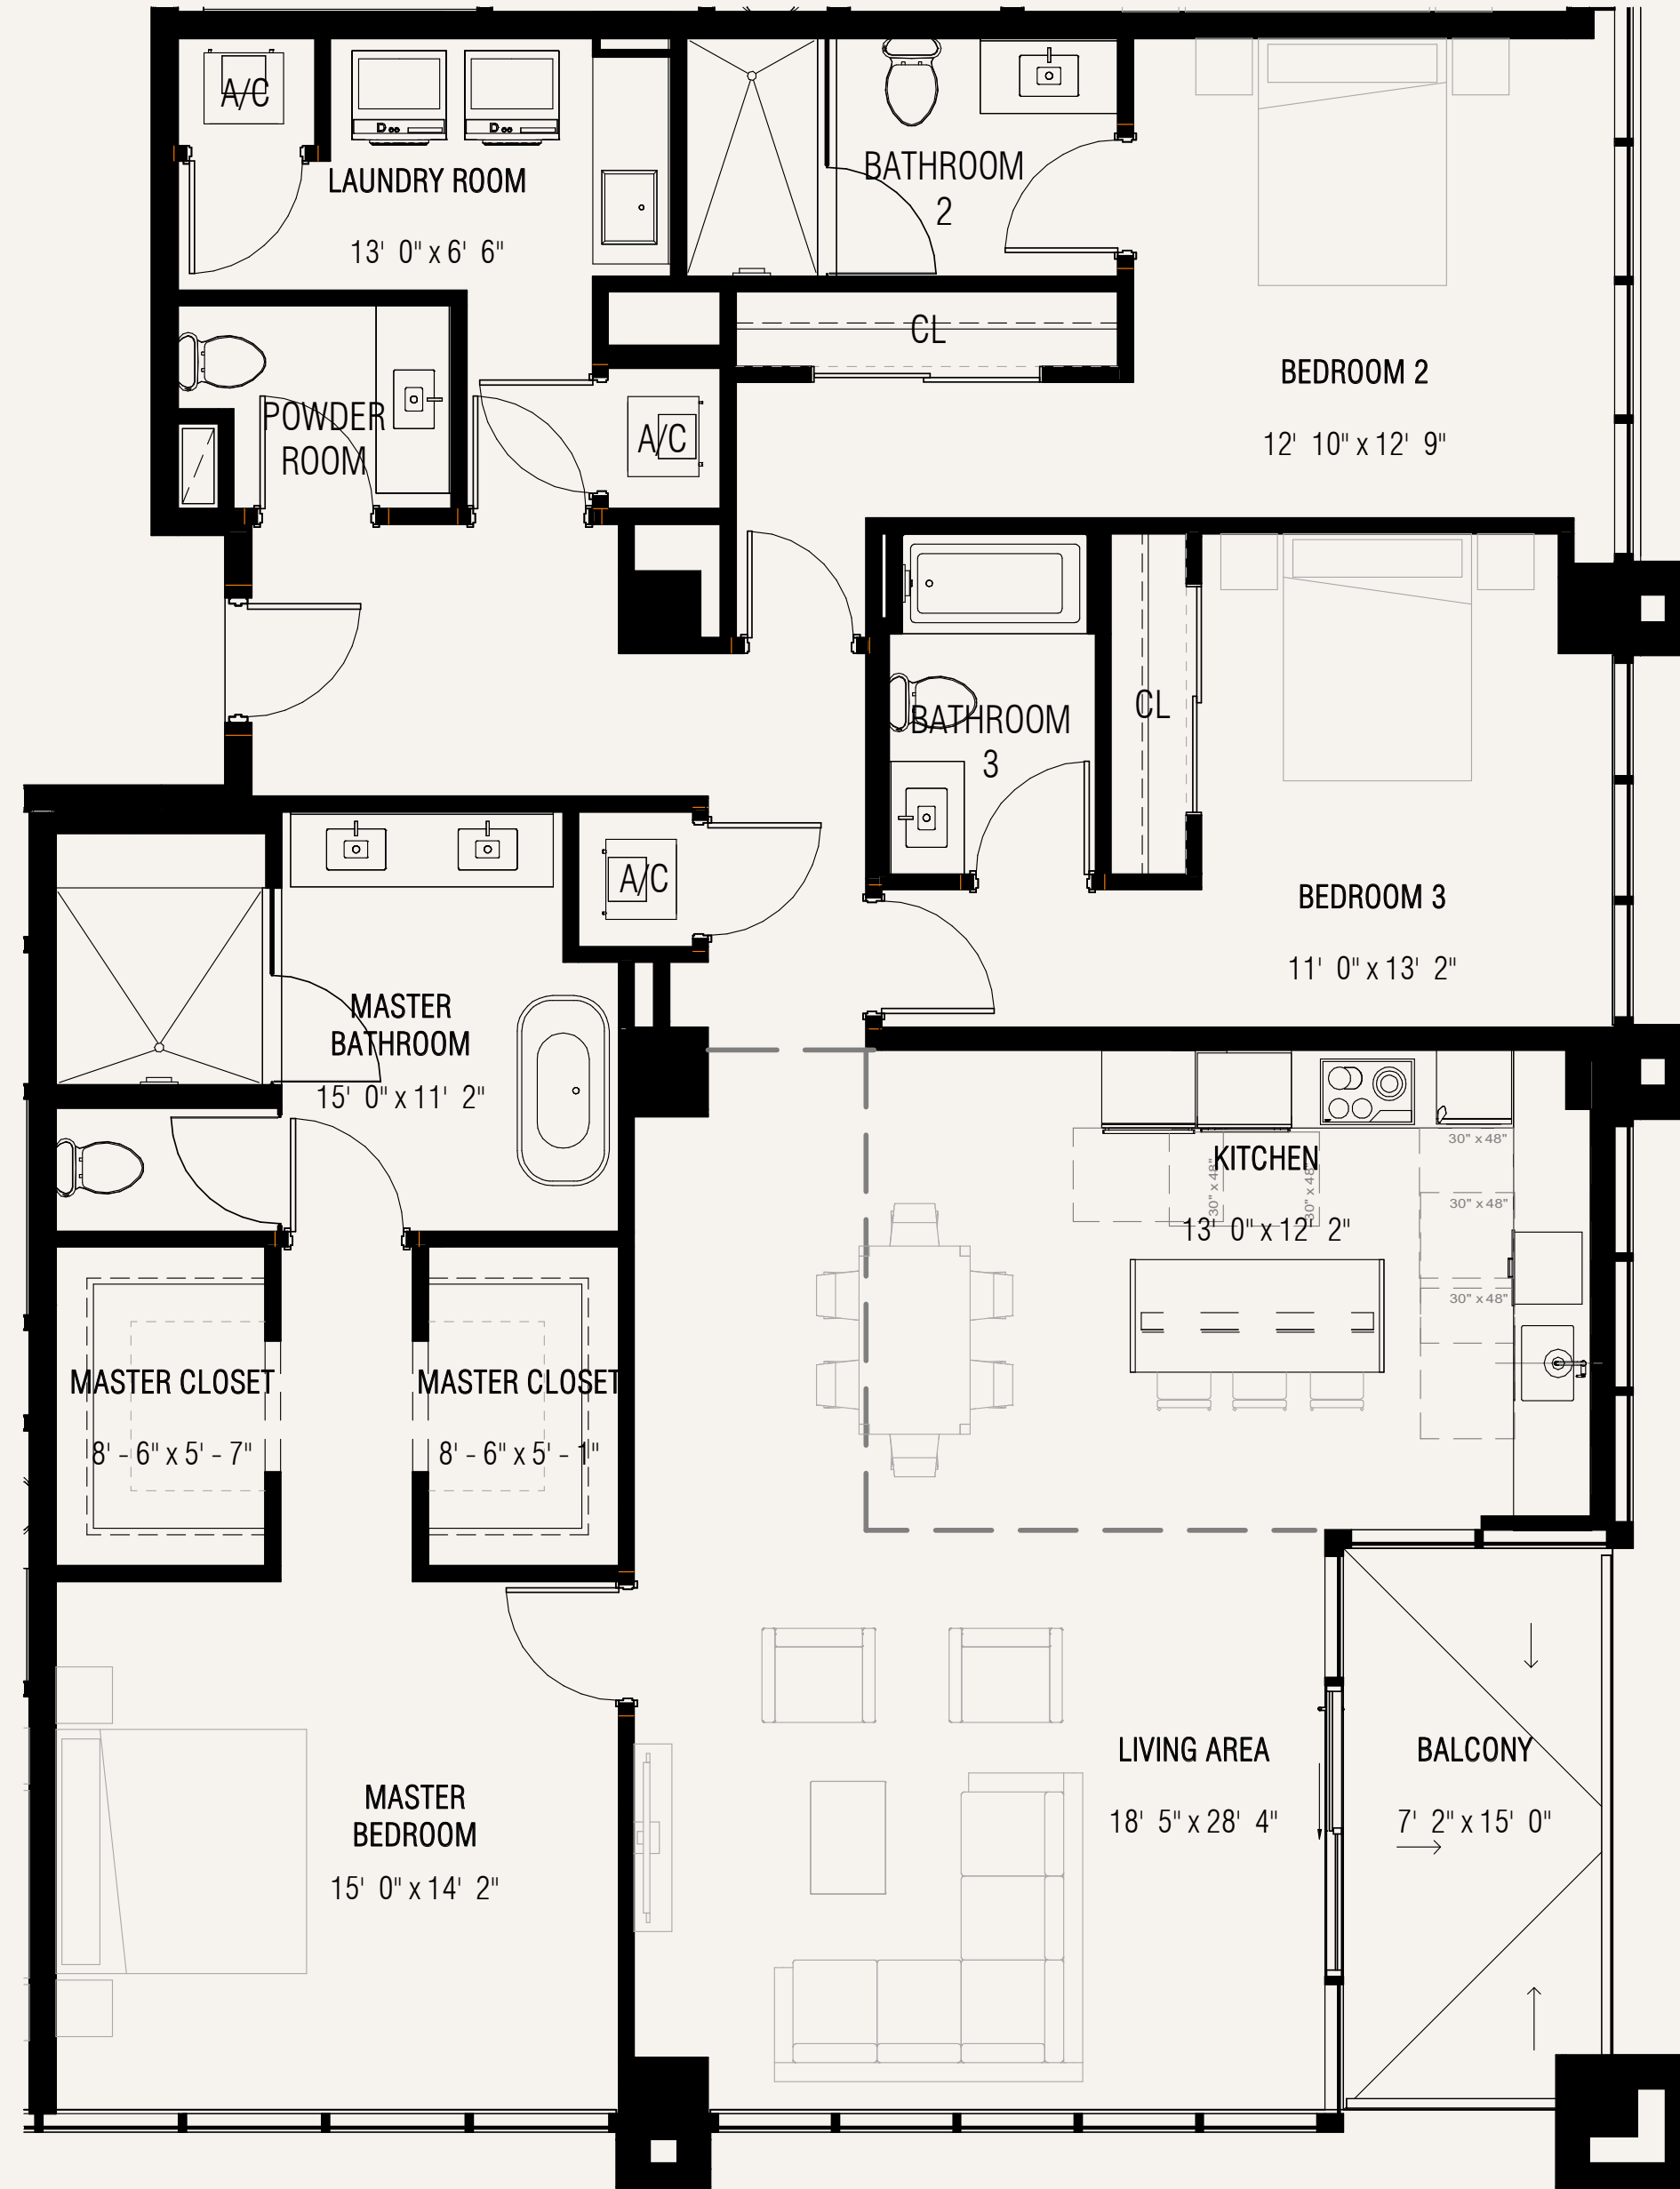 A/C
D
D
LAUNDRY ROOM
13' 0" x 6' 6"
BATHROOM
2
CL
BEDROOM 2
12' 10" x 12' 9"
POWDER
ROOM
A/C
BATHROOM
3
CL
A/C
BEDROOM 3
11' 0" x 13' 2"
MASTER
BATHROOM
15' 0" x 11' 2"
KITCHEN
13' 0" x 12' 2"
30" x 48"
30" x 48"
30" x 48"
30" x 48"
30" x 48"
MASTER CLOSET
8' - 6" x 5' - 7"
MASTER CLOSET
8' - 6" x 5' - 1"
LIVING AREA
18' 5" x 28' 4"
BALCONY
7' 2" x 15' 0"
MASTER
BEDROOM
15' 0" x 14' 2"